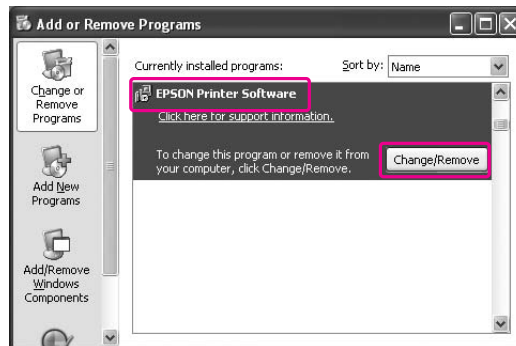 Add or Remove Programs
Change or
Remove
Programs
Add New
Programs
Add/Remove
Windows
Components
Currently installed programs:
Sort by:
Name
EPSON Printer Software
Click here for support information.
To change this program or remove it from
your computer, click Change/Remove.
Change/Remove